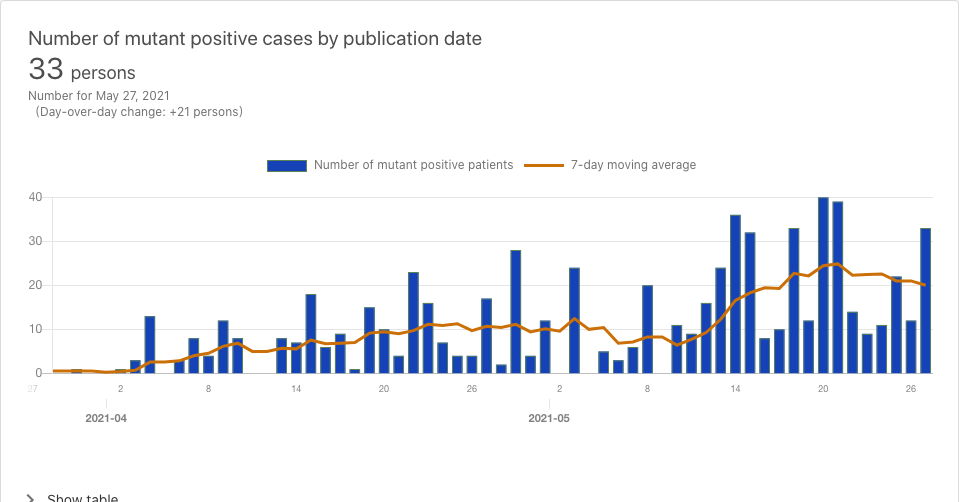 Number of mutant positive cases by publication date
33 persons
Number for May 27, 2021
(Day-over-day change: +21 persons)
Number of mutant positive patients 7-day moving average
40
30
20
10
0
27 2 8 14 20 26 2 8 14 20 26
2021-04 2021-05
Show table